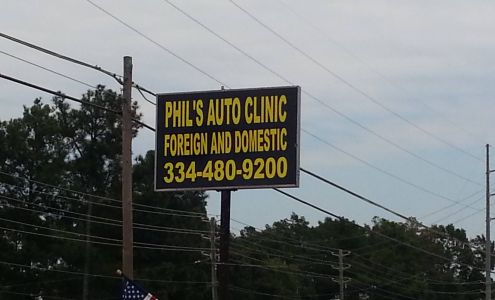 PHIL'S AUTO CLINIC
FOREIGN AND DOMESTIC
334-480-9200